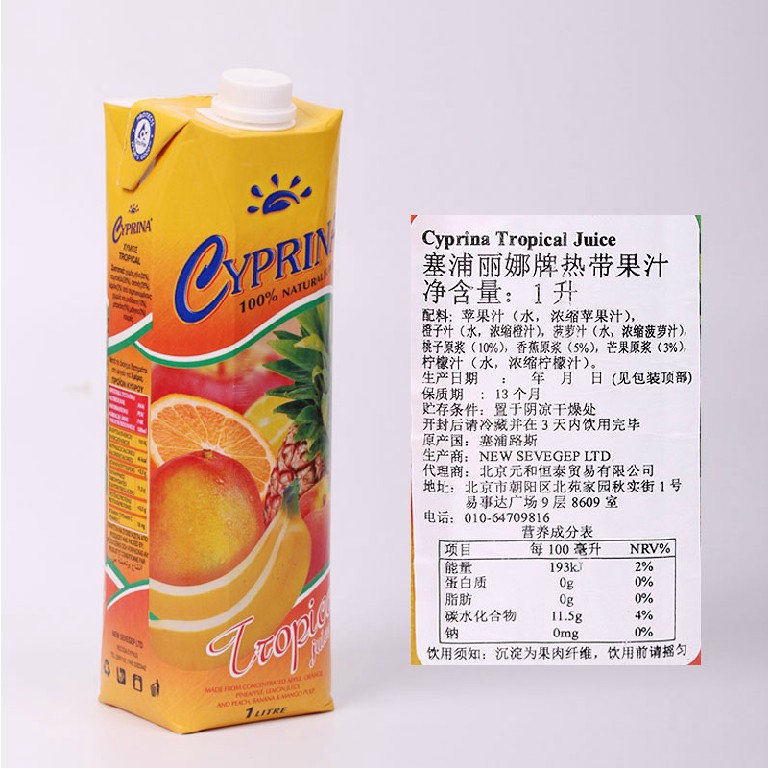 CYPRINA
ΧΥΜΟΣ
TROPICAL
NEW SEVEGEP LTD
CYPRINA
100% NATURAL
Tropical
MADE FROM CONCENTRATED APPLE, ORANGE,
PINEAPPLE, LEMON JUICE
AND PEACH, BANANA & MANGO PULP
1 LITRE
Cyprina Tropical Juice
塞浦丽娜牌热带果汁
净含量：1 升
配料：苹果汁（水，浓缩苹果汁），
橙子汁（水，浓缩橙汁），菠萝汁（水，浓缩菠萝汁）
桃子原浆（10%），香蕉原浆（5%），芒果原浆（3%）
柠檬汁（水，浓缩柠檬汁）。
生产日期 ： 年 月 日（见包装顶部）
保质期 ：13 个月
贮存条件：置于阴凉干燥处
开封后请冷藏并在 3 天内饮用完毕
原产国：塞浦路斯
生产商：NEW SEVEGEP LTD
代理商：北京元和恒泰贸易有限公司
地址：北京市朝阳区北苑家园秋实街 1 号
易事达广场 9 层 8609 室
电话：010-64709816
营养成分表
项目 每 100 毫升 NRV%
能量 193kJ 2%
蛋白质 0g 0%
脂肪 0g 0%
碳水化合物 11.5g 4%
钠 0mg 0%
饮用须知：沉淀为果肉纤维，饮用前请摇匀